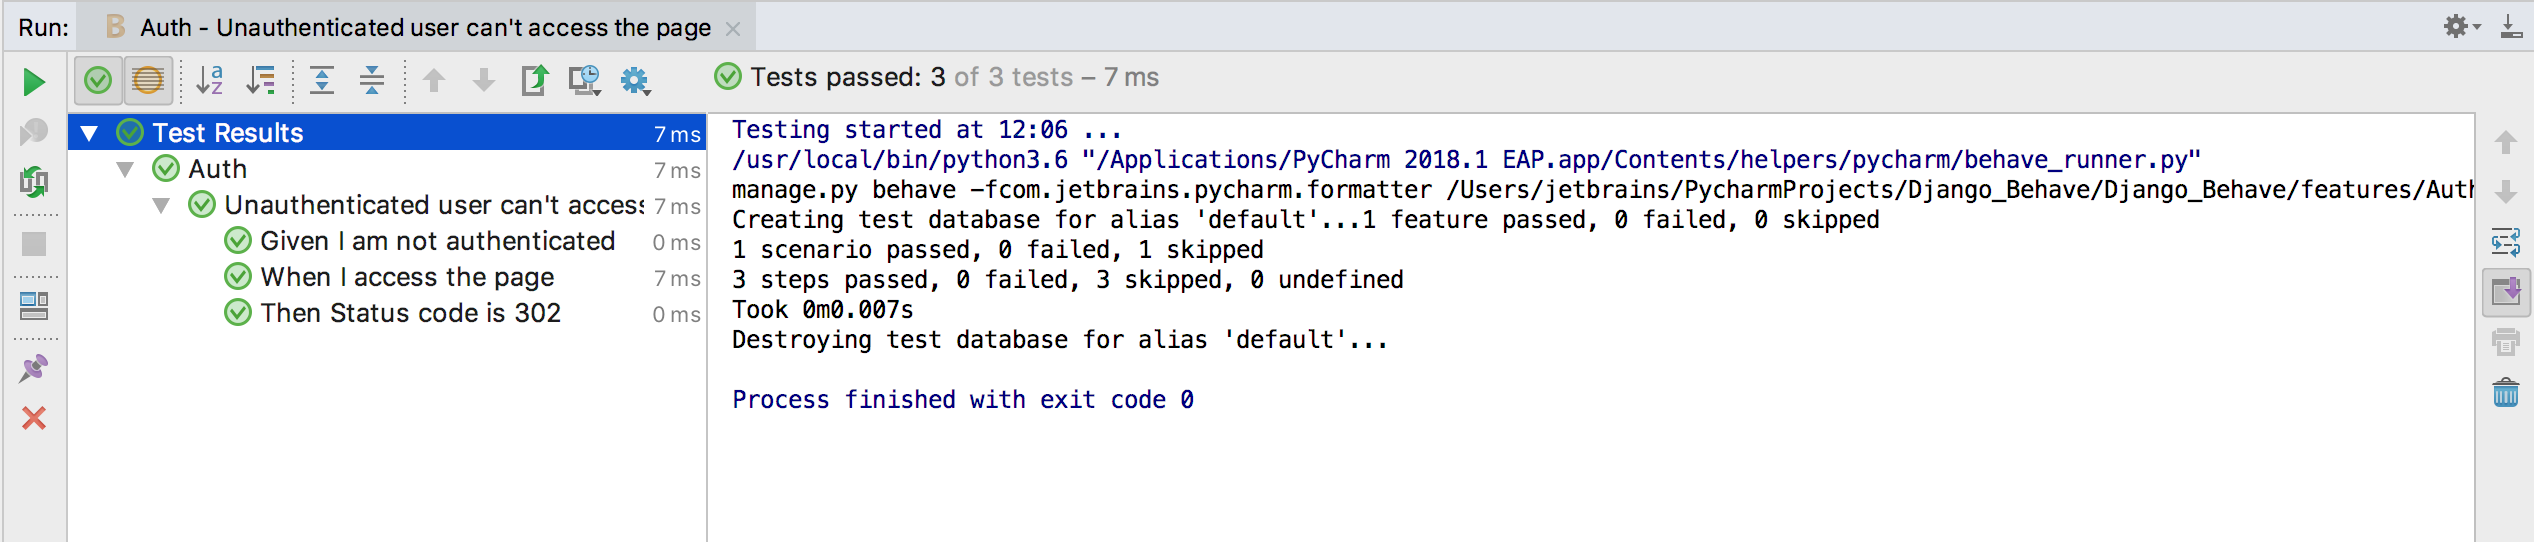 Run: B Auth - Unauthenticated user can't access the page
Tests passed: 3 of 3 tests – 7 ms
Test Results 7 ms
Auth 7 ms
Unauthenticated user can't acces 7 ms
Given I am not authenticated 0 ms
When I access the page 7 ms
Then Status code is 302 0 ms
Testing started at 12:06 ...
/usr/local/bin/python3.6 "/Applications/PyCharm 2018.1 EAP.app/Contents/helpers/pycharm/behave_runner.py"
manage.py behave -fcom.jetbrains.pycharm.formatter /Users/jetbrains/PycharmProjects/Django_Behave/Django_Behave/features/Aut
Creating test database for alias 'default'...1 feature passed, 0 failed, 0 skipped
1 scenario passed, 0 failed, 1 skipped
3 steps passed, 0 failed, 3 skipped, 0 undefined
Took 0m0.007s
Destroying test database for alias 'default'...
Process finished with exit code 0